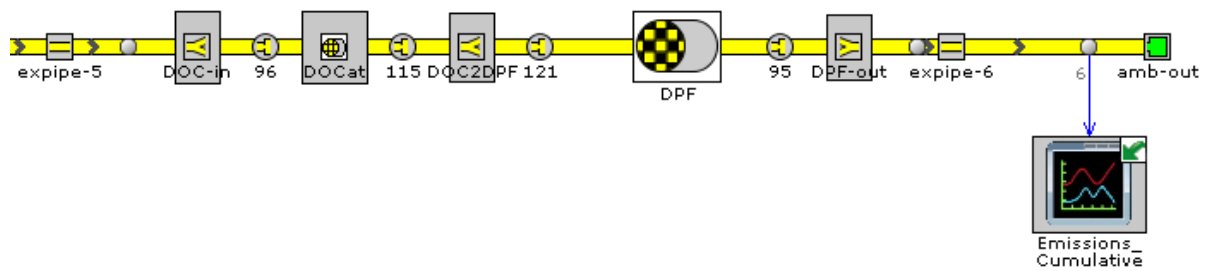 expipe-5
DOC-in
96
DOCat
115
DOC2DPF
121
DPF
95
DPF-out
expipe-6
6
amb-out
Emissions_
Cumulative